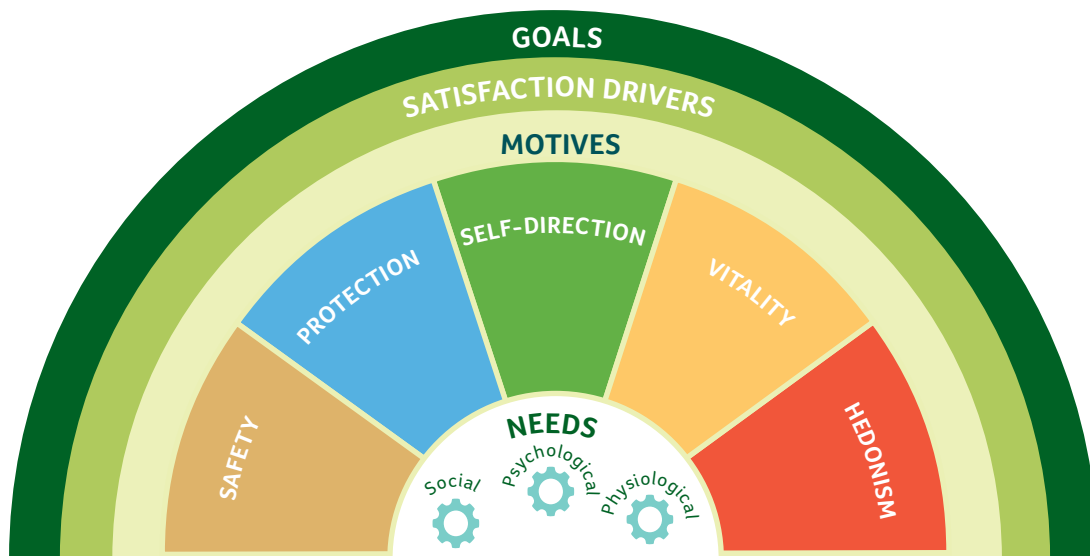 GOALS
SATISFACTION DRIVERS
MOTIVES
SAFETY
PROTECTION
SELF-DIRECTION
VITALITY
HEDONISM
NEEDS
Social
Psychological
Physiological